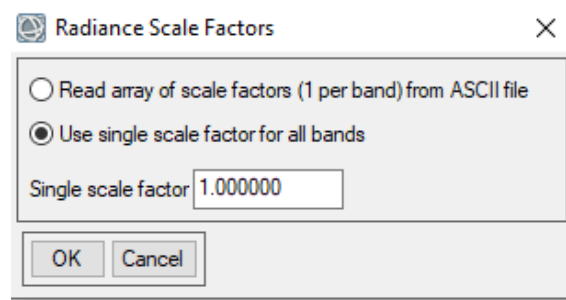 Radiance Scale Factors
Read array of scale factors (1 per band) from ASCII file
Use single scale factor for all bands
Single scale factor 1.000000
OK Cancel